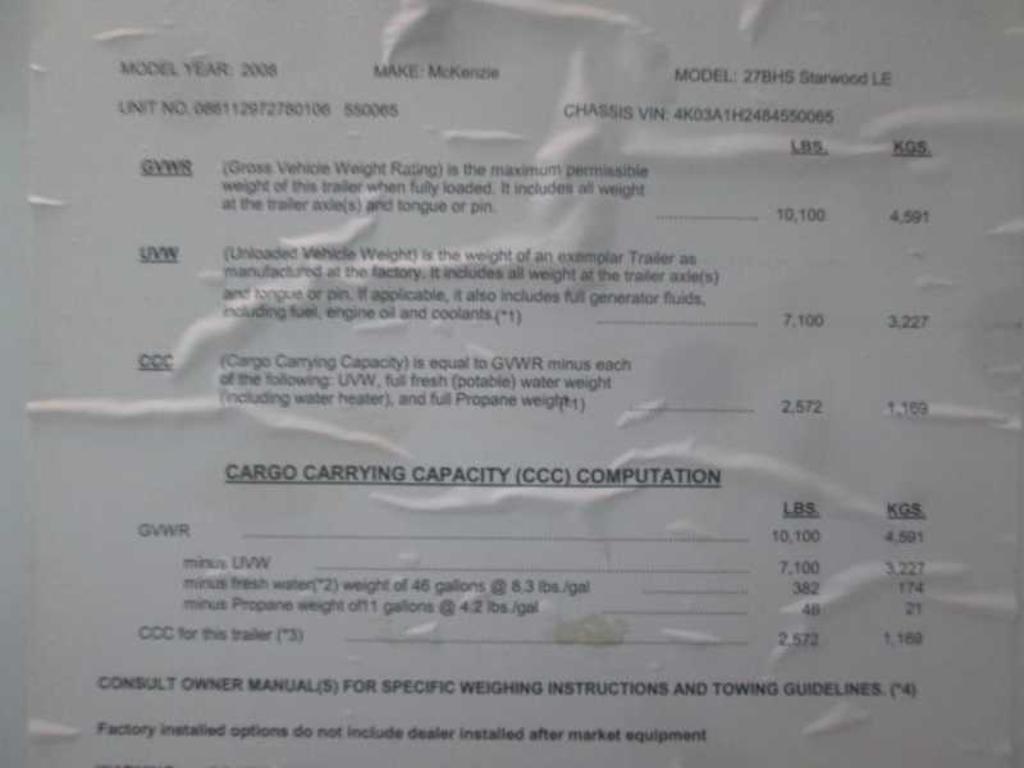 MODEL YEAR: 2008 MAKE: McKenzie MODEL: 27BHS Starwood LE
UNIT NO. 086112972780106 550065 CHASSIS VIN: 4K03A1H2484550065
LBS. KGS.
GVWR (Gross Vehicle Weight Rating) is the maximum permissible
weight of this trailer when fully loaded. It includes all weight
at the trailer axle(s) and tongue or pin. 10,100 4,591
UVW (Unloaded Vehicle Weight) is the weight of an exemplar Trailer as
manufactured at the factory. It includes all weight at the trailer axle(s)
and tongue or pin. If applicable, it also includes full generator fluids,
including fuel, engine oil and coolants.(*1) 7,100 3,227
CCC (Cargo Carrying Capacity) is equal to GVWR minus each
of the following: UVW, full fresh (potable) water weight
(including water heater), and full Propane weight(*1) 2,572 1,169
CARGO CARRYING CAPACITY (CCC) COMPUTATION
LBS. KGS.
GVWR 10,100 4,591
minus UVW 7,100 3,227
minus fresh water(*2) weight of 46 gallons @ 8.3 lbs./gal 382 174
minus Propane weight of11 gallons @ 4.2 lbs./gal 46 21
CCC for this trailer (*3) 2,572 1,169
CONSULT OWNER MANUAL(S) FOR SPECIFIC WEIGHING INSTRUCTIONS AND TOWING GUIDELINES. (*4)
Factory installed options do not include dealer installed after market equipment